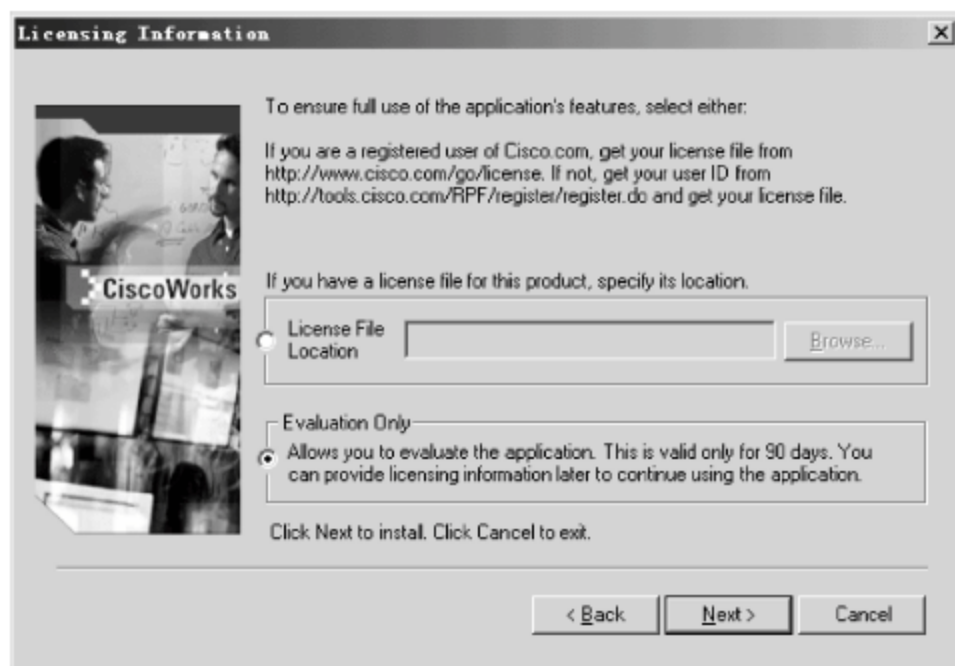 Licensing Information
To ensure full use of the application's features, select either:
If you are a registered user of Cisco.com, get your license file from
http://www.cisco.com/go/license. If not, get your user ID from
http://tools.cisco.com/RPF/register/register.do and get your license file.
CiscoWorks
If you have a license file for this product, specify its location.
License File
Location
Browse...
Evaluation Only
Allows you to evaluate the application. This is valid only for 90 days. You
can provide licensing information later to continue using the application.
Click Next to install. Click Cancel to exit.
< Back
Next >
Cancel